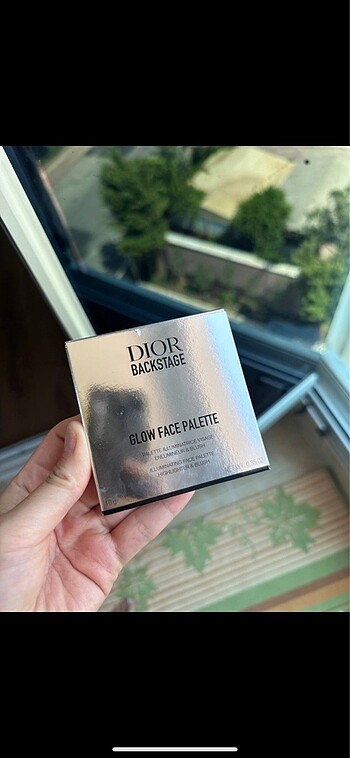 DIOR
BACKSTAGE
GLOW FACE PALETTE
PALETTE ILLUMINATRICE VISAGE
ENLUMINEUR & BLUSH
ILLUMINATING FACE PALETTE
HIGHLIGHTER & BLUSH